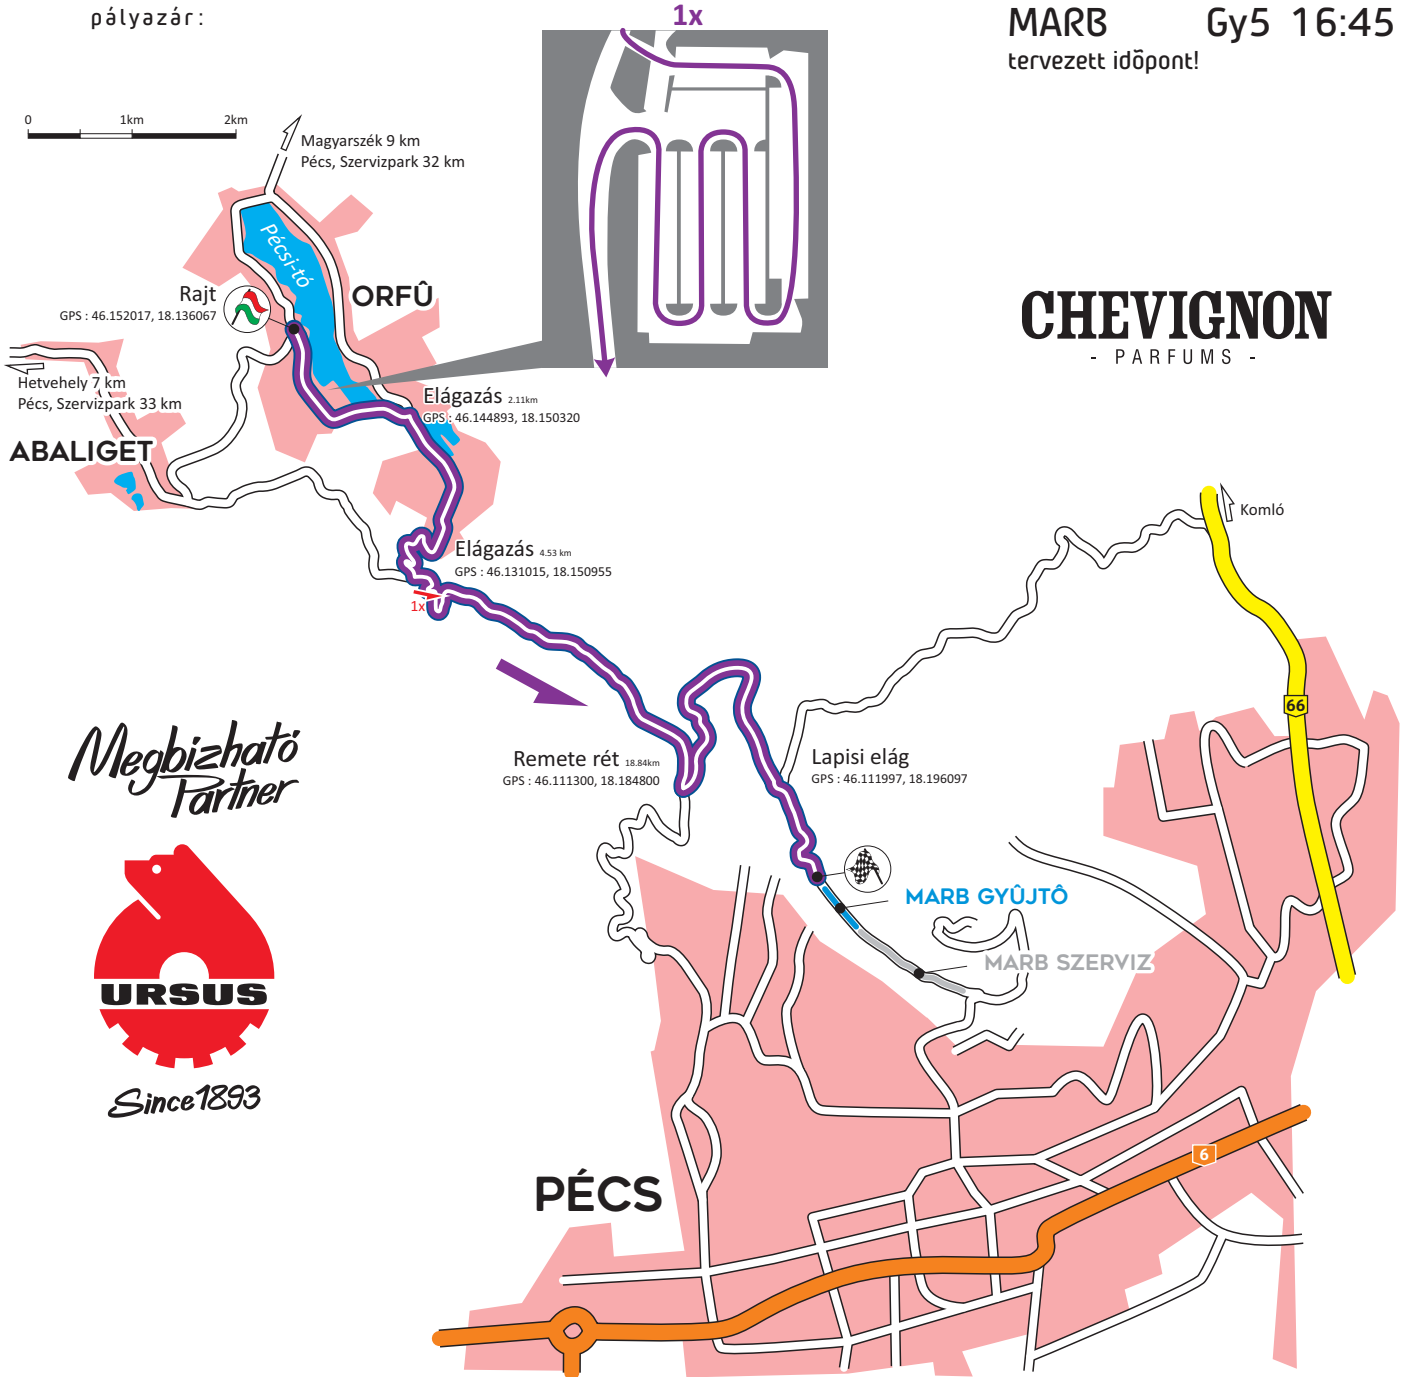 pályazár:
1x
MARB Gy5 16:45
tervezett idõpont!
0 1km 2km
Magyarszék 9 km
Pécs, Szervizpark 32 km
Pécsi-tó
ORFÛ
Rajt
GPS : 46.152017, 18.136067
Hetvehely 7 km
Pécs, Szervizpark 33 km
ABALIGET
Elágazás 2.11km
GPS : 46.144893, 18.150320
CHEVIGNON
- PARFUMS -
Komló
Elágazás 4.53 km
GPS : 46.131015, 18.150955
1x
66
Megbízható
Partner
Remete rét 18.84km
GPS : 46.111300, 18.184800
Lapisi elág
GPS : 46.111997, 18.196097
MARB GYÛJTÔ
MARB SZERVIZ
URSUS
Since 1893
6
PÉCS